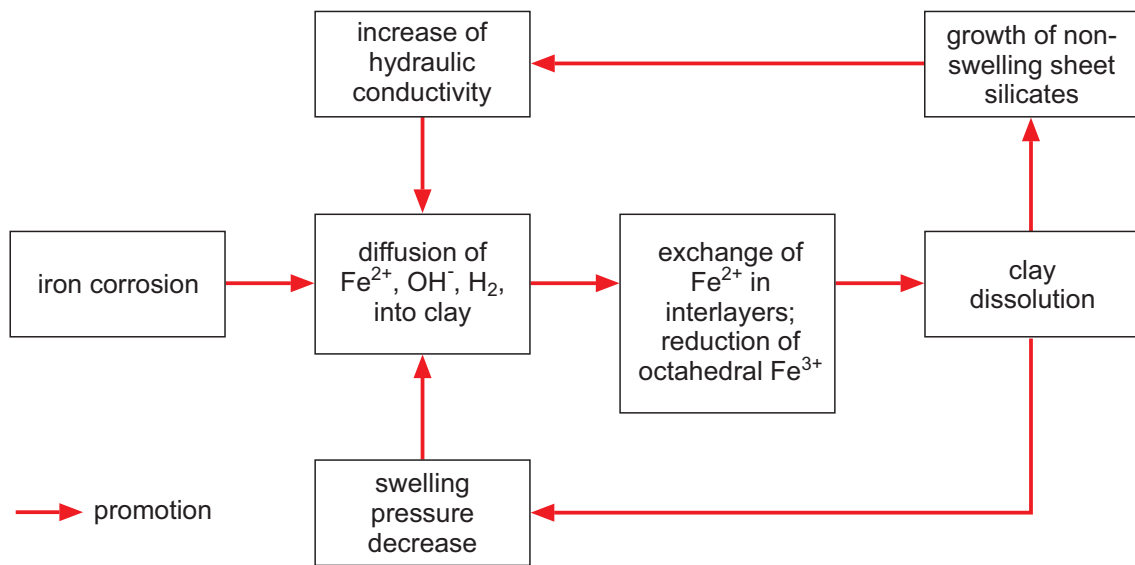 increase of
hydraulic
conductivity
growth of non-
swelling sheet
silicates
iron corrosion
diffusion of
Fe²⁺, OH⁻, H₂,
into clay
exchange of
Fe²⁺ in
interlayers;
reduction of
octahedral Fe³⁺
clay
dissolution
swelling
pressure
decrease
promotion